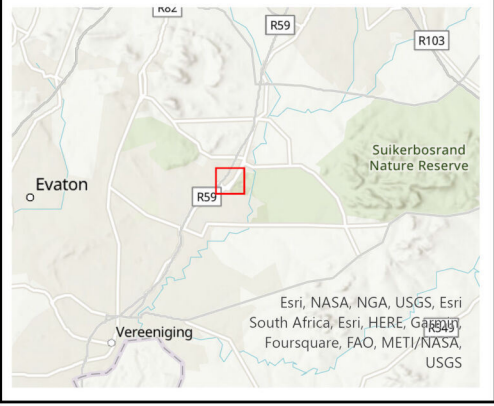 R82
R59
R103
Suikerbosrand
Nature Reserve
Evaton
R59
Esri, NASA, NGA, USGS, Esri
South Africa, Esri, HERE, Garmin,
Vereeniging
R549
Foursquare, FAO, METI/NASA,
USGS